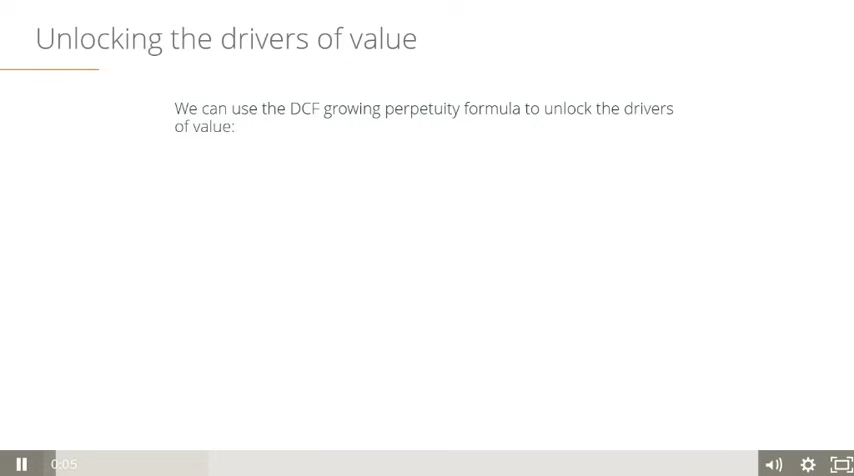 Unlocking the drivers of value
We can use the DCF growing perpetuity formula to unlock the drivers
of value:
0:05